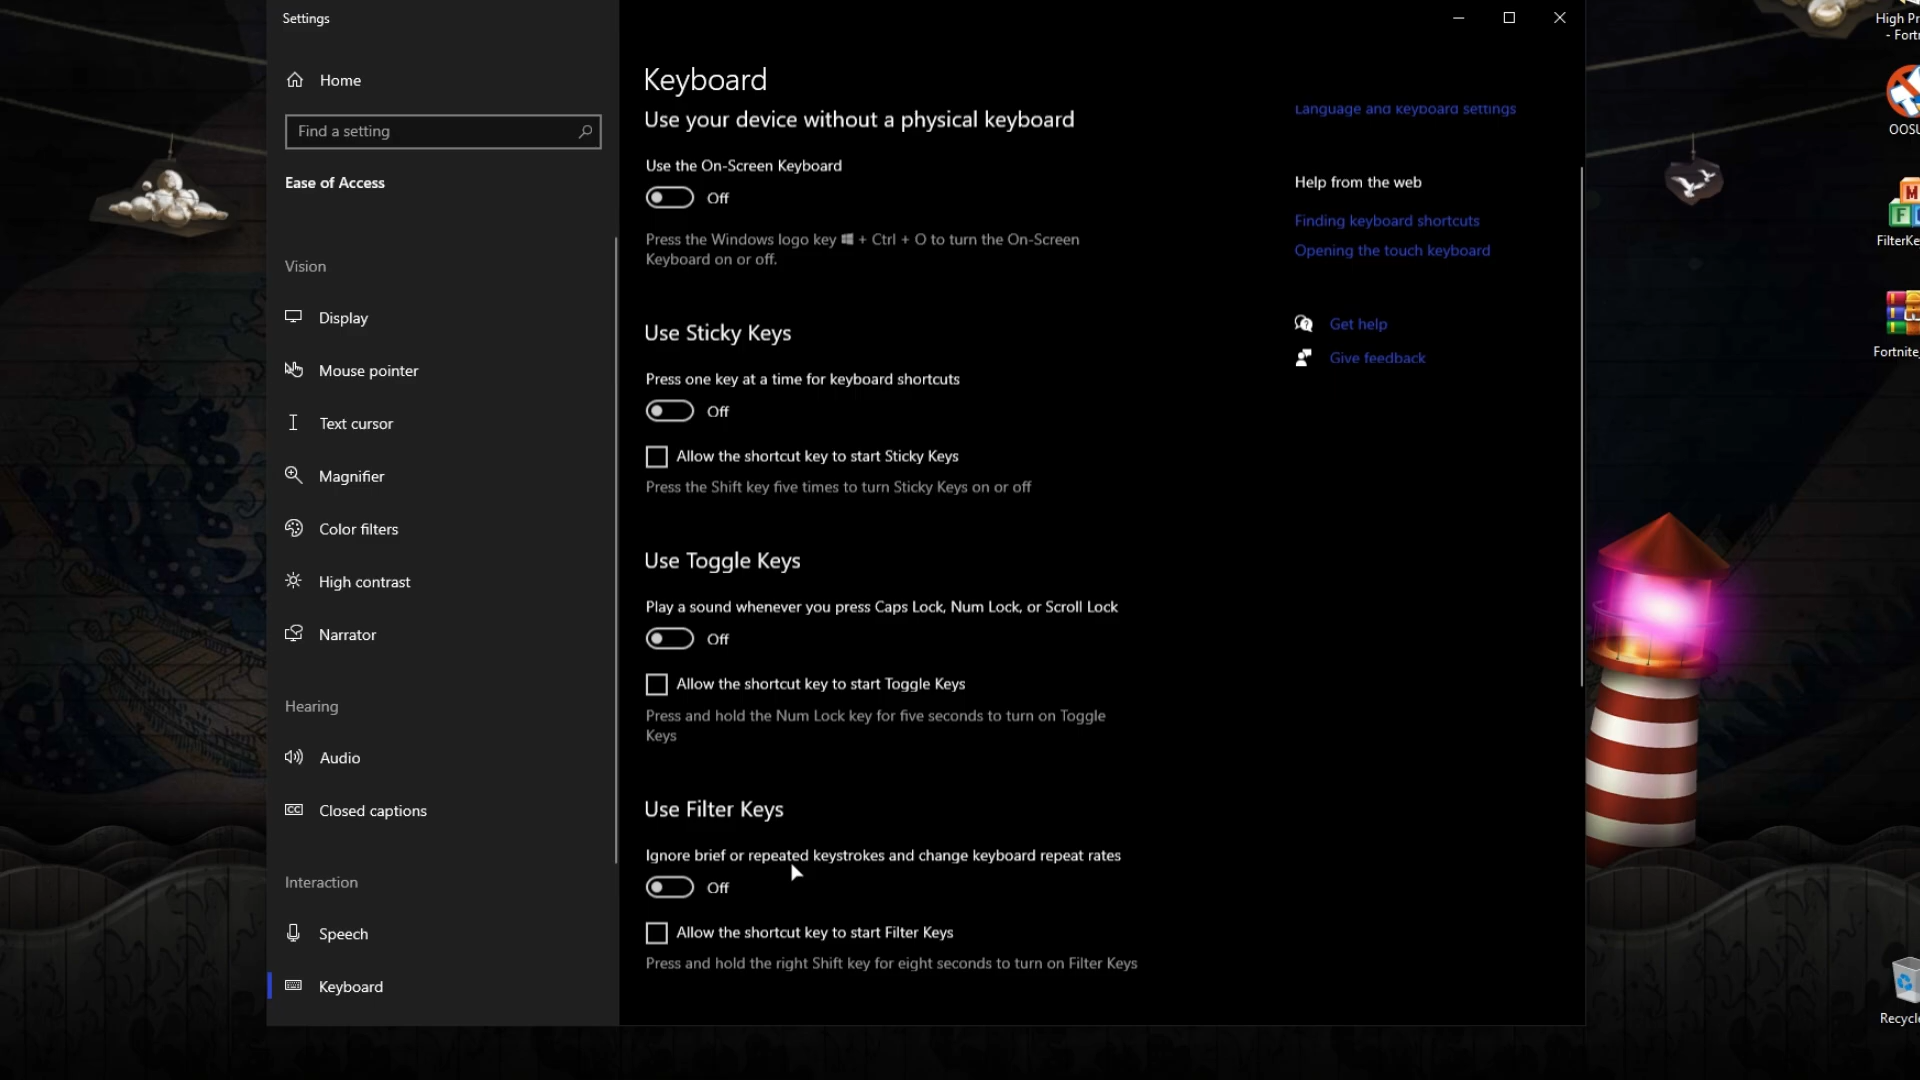 Settings
Home
Find a setting
Ease of Access
Vision
Display
Mouse pointer
Text cursor
Magnifier
Color filters
High contrast
Narrator
Hearing
Audio
CC
Closed captions
Interaction
Speech
Keyboard
Keyboard
Use your device without a physical keyboard
Use the On-Screen Keyboard
Off
Press the Windows logo key + Ctrl + O to turn the On-Screen
Keyboard on or off.
Use Sticky Keys
Press one key at a time for keyboard shortcuts
Off
Allow the shortcut key to start Sticky Keys
Press the Shift key five times to turn Sticky Keys on or off
Use Toggle Keys
Play a sound whenever you press Caps Lock, Num Lock, or Scroll Lock
Off
Allow the shortcut key to start Toggle Keys
Press and hold the Num Lock key for five seconds to turn on Toggle
Keys
Use Filter Keys
Ignore brief or repeated keystrokes and change keyboard repeat rates
Off
Allow the shortcut key to start Filter Keys
Press and hold the right Shift key for eight seconds to turn on Filter Keys
Language and keyboard settings
Help from the web
Finding keyboard shortcuts
Opening the touch keyboard
Get help
Give feedback
High Pr
- Fortn
OOSU
M
F
FilterKe
Fortnite_
Recycle